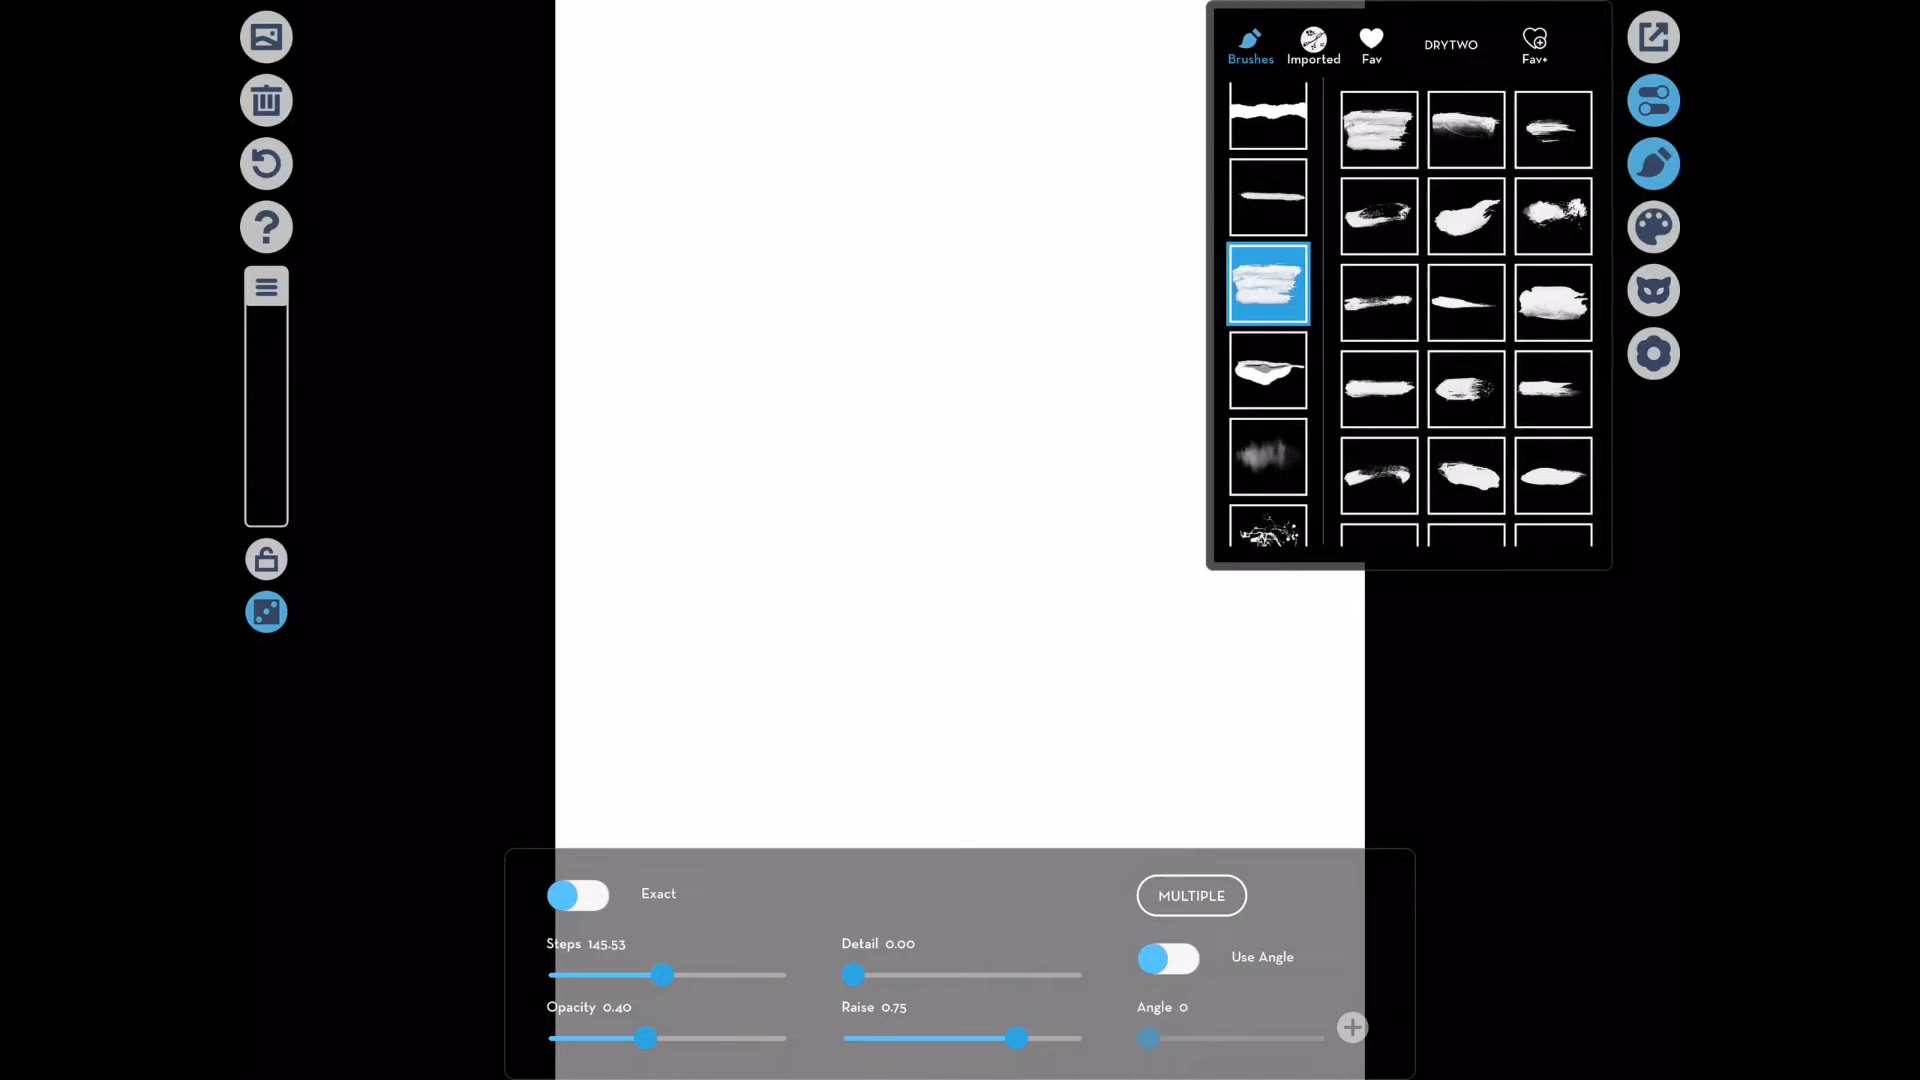 Brushes Imported Fav DRYTWO Fav+
Exact MULTIPLE
Steps 145.53 Detail 0.00 Use Angle
Opacity 0.40 Raise 0.75 Angle 0